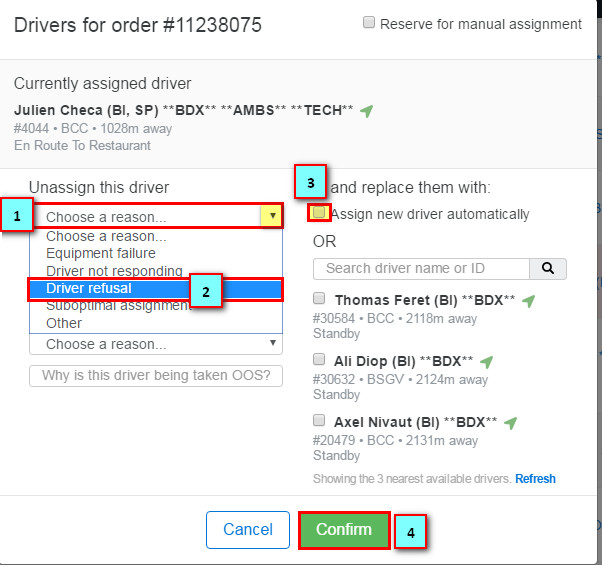 Drivers for order #11238075
Reserve for manual assignment
Currently assigned driver
Julien Checa (BI, SP) **BDX** **AMBS** **TECH**
#4044 • BCC • 1028m away
En Route To Restaurant
Unassign this driver
1
Choose a reason...
Choose a reason...
Equipment failure
Driver not responding
Driver refusal
2
Suboptimal assignment
Other
Choose a reason...
Why is this driver being taken OOS?
3
and replace them with:
Assign new driver automatically
OR
Search driver name or ID
Thomas Feret (BI) **BDX**
#30584 • BCC • 2118m away
Standby
Ali Diop (BI) **BDX**
#30632 • BSGV • 2124m away
Standby
Axel Nivaut (BI) **BDX**
#20479 • BCC • 2131m away
Standby
Showing the 3 nearest available drivers. Refresh
Cancel
Confirm
4